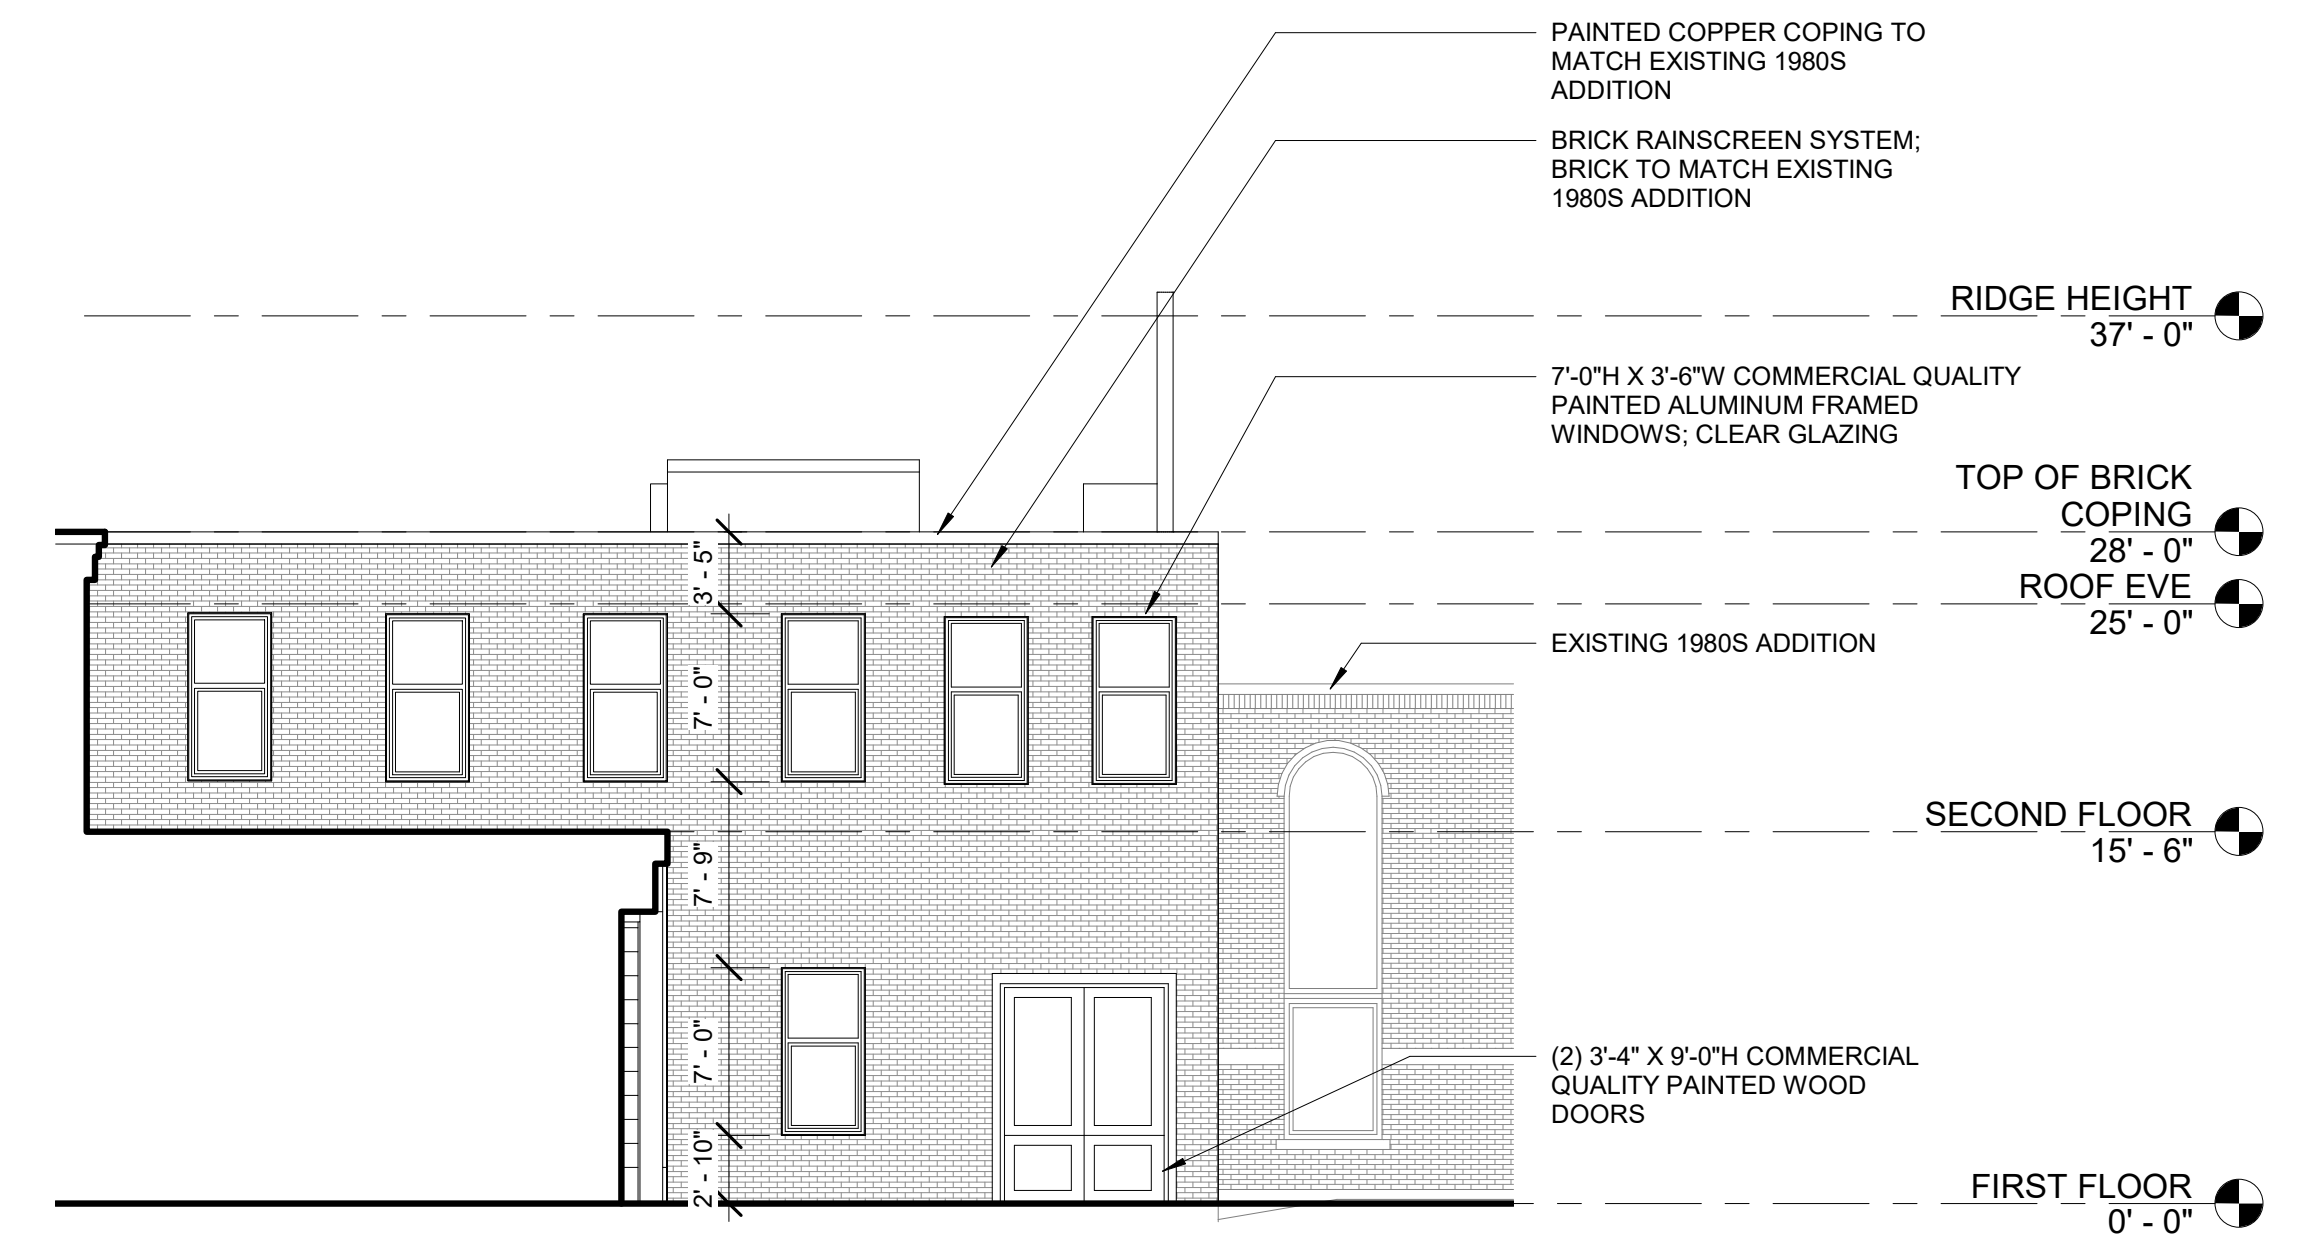 PAINTED COPPER COPING TO
MATCH EXISTING 1980S
ADDITION
BRICK RAINSCREEN SYSTEM;
BRICK TO MATCH EXISTING
1980S ADDITION
RIDGE HEIGHT
37' - 0"
7'-0"H X 3'-6"W COMMERCIAL QUALITY
PAINTED ALUMINUM FRAMED
WINDOWS; CLEAR GLAZING
TOP OF BRICK
COPING
28' - 0"
ROOF EVE
25' - 0"
EXISTING 1980S ADDITION
SECOND FLOOR
15' - 6"
(2) 3'-4" X 9'-0"H COMMERCIAL
QUALITY PAINTED WOOD
DOORS
FIRST FLOOR
0' - 0"
3' - 5"
7' - 0"
7' - 9"
7' - 0"
2' - 10"